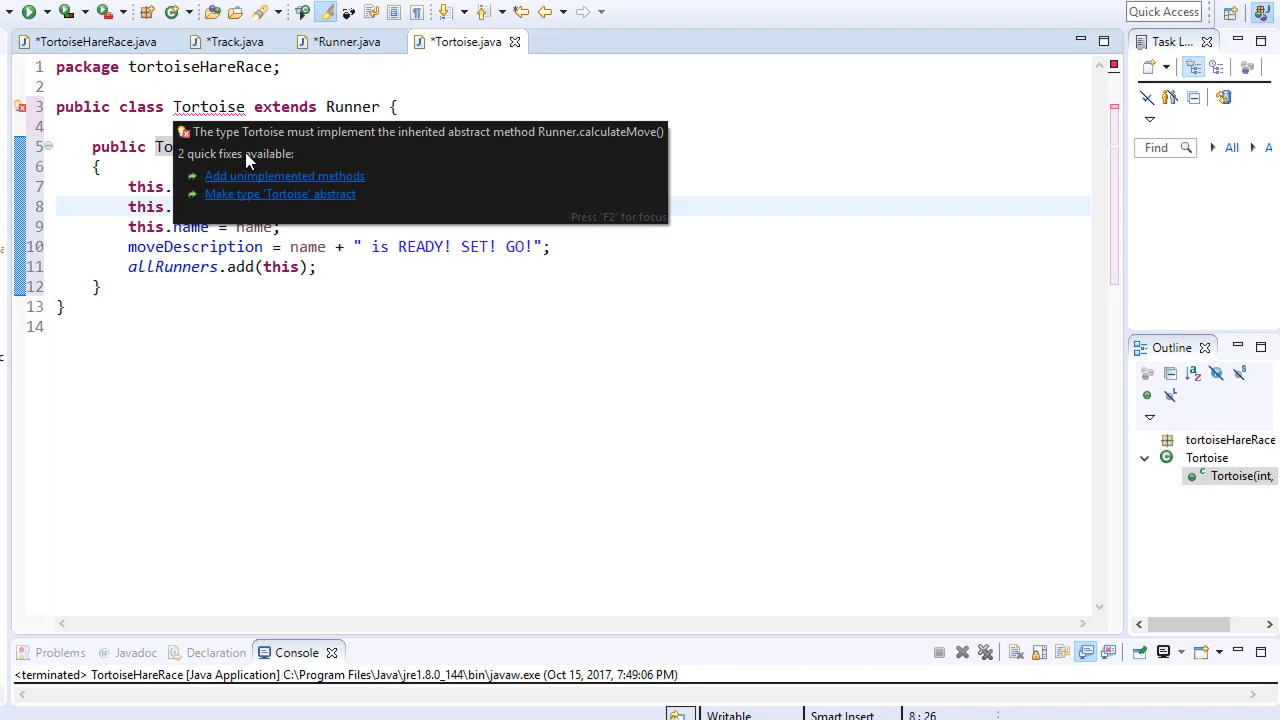 Quick Access
*TortoiseHareRace.java
*Track.java
*Runner.java
*Tortoise.java
Task L...
1 package tortoiseHareRace;
2
3 public class Tortoise extends Runner {
4
5 public To
6 {
7 this.
8 this.
9 this.name = name;
10 moveDescription = name + " is READY! SET! GO!";
11 allRunners.add(this);
12 }
13 }
14
The type Tortoise must implement the inherited abstract method Runner.calculateMove()
2 quick fixes available:
Add unimplemented methods
Make type 'Tortoise' abstract
Press 'F2' for focus
Find
All
A
Outline
tortoiseHareRace
Tortoise
Tortoise(int,
Problems
@ Javadoc
Declaration
Console
<terminated> TortoiseHareRace [Java Application] C:\Program Files\Java\jre1.8.0_144\bin\javaw.exe (Oct 15, 2017, 7:49:06 PM)
Writable
Smart Insert
8 : 26